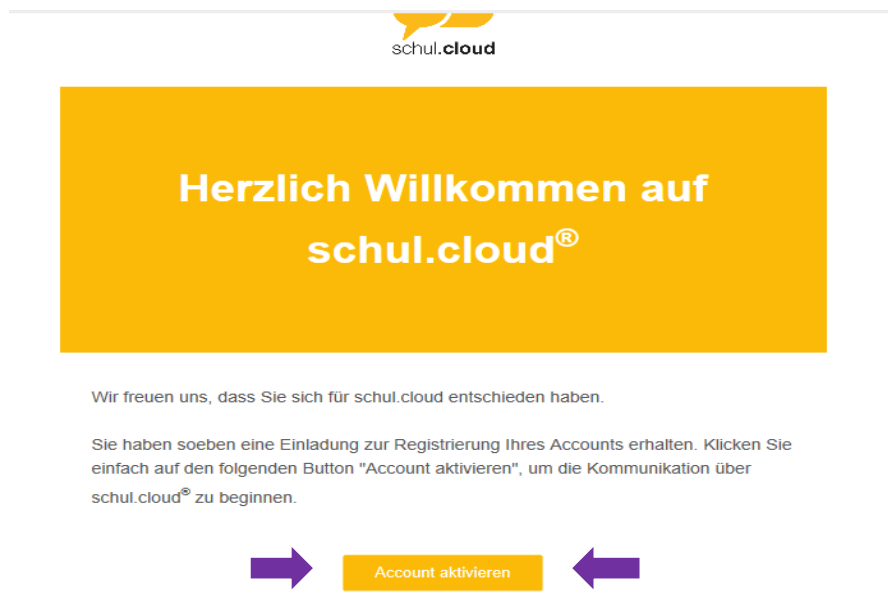 schul.cloud
Herzlich Willkommen auf
schul.cloud®
Wir freuen uns, dass Sie sich für schul.cloud entschieden haben.
Sie haben soeben eine Einladung zur Registrierung Ihres Accounts erhalten. Klicken Sie
einfach auf den folgenden Button "Account aktivieren", um die Kommunikation über
schul.cloud® zu beginnen.
Account aktivieren